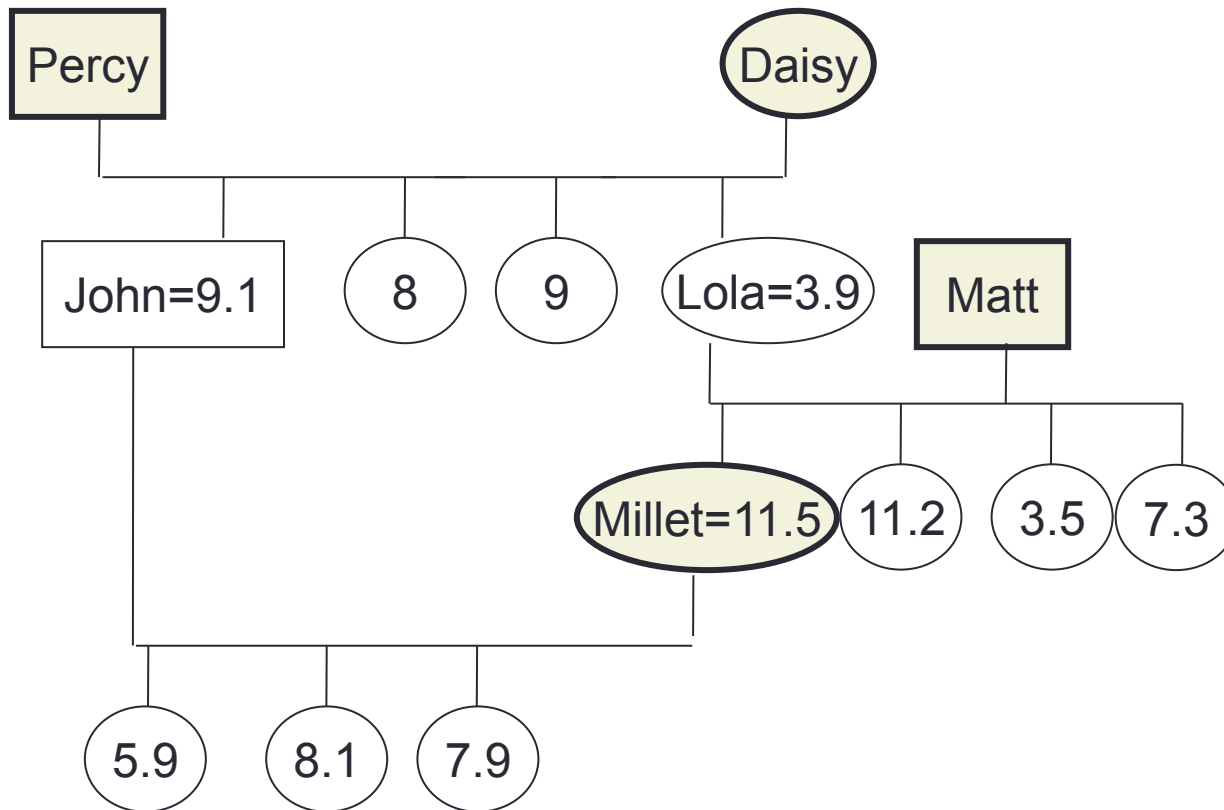 Percy
Daisy
John=9.1
8
9
Lola=3.9
Matt
Millet=11.5
11.2
3.5
7.3
5.9
8.1
7.9